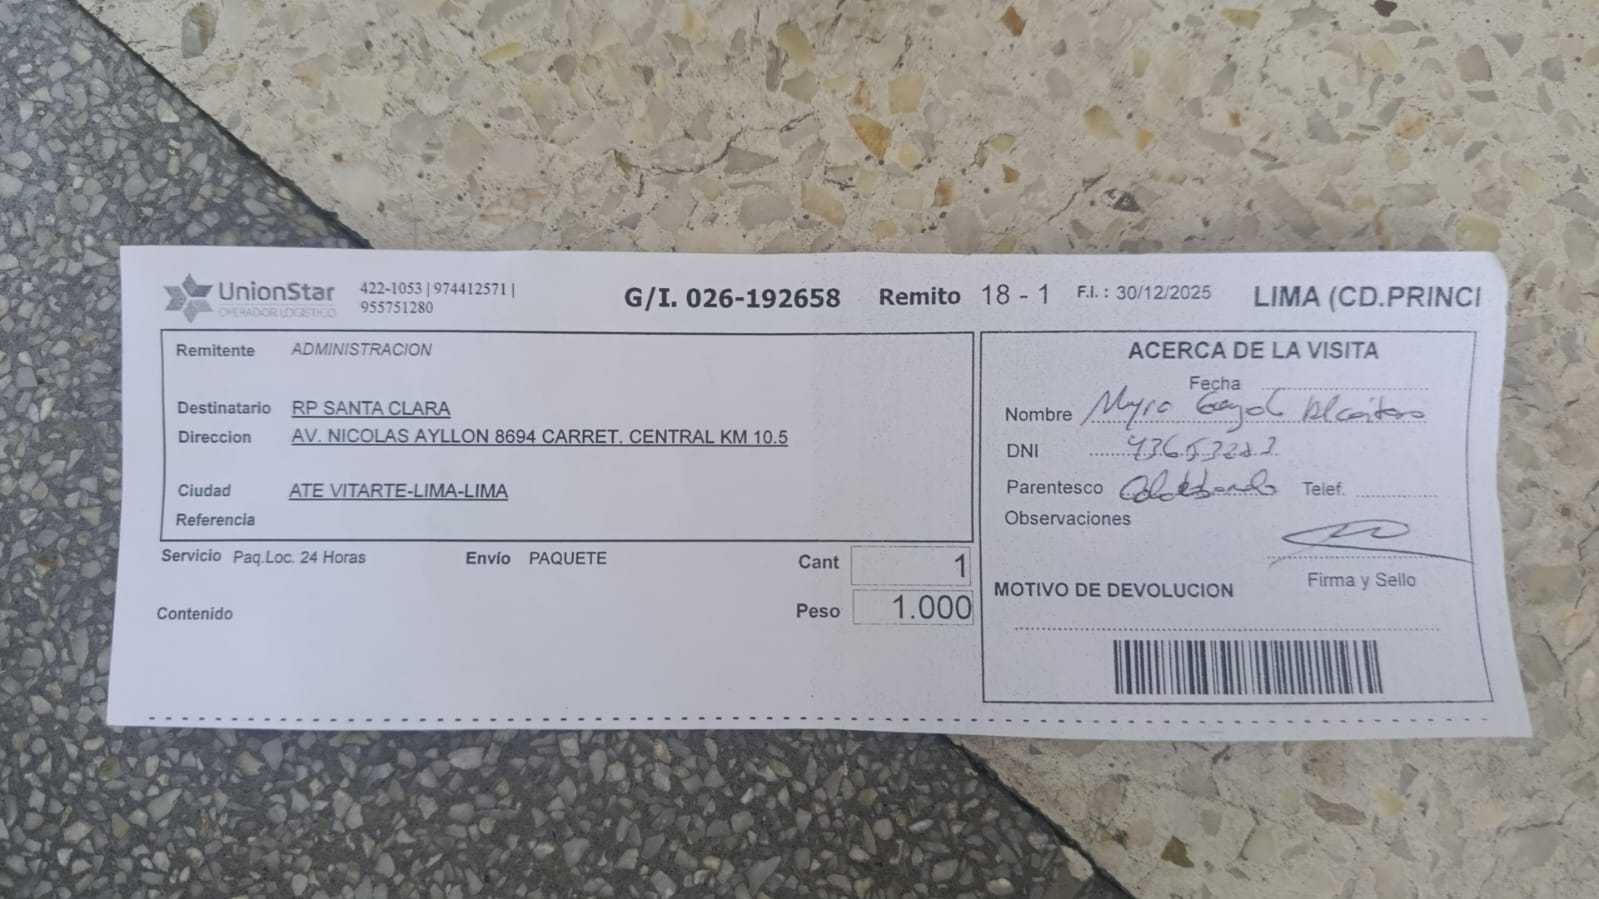 UnionStar
OPERADOR LOGISTICO
422-1053 | 974412571 |
955751280
G/I. 026-192658
Remito 18 - 1
F.I. : 30/12/2025
LIMA (CD.PRINCI
Remitente ADMINISTRACION
Destinatario RP SANTA CLARA
Direccion AV. NICOLAS AYLLON 8694 CARRET. CENTRAL KM 10.5
Ciudad ATE VITARTE-LIMA-LIMA
Referencia
Servicio Paq.Loc. 24 Horas
Envío PAQUETE
Cant 1
Contenido
Peso 1.000
ACERCA DE LA VISITA
Fecha
Nombre
DNI
Parentesco
Telef.
Observaciones
Firma y Sello
MOTIVO DE DEVOLUCION